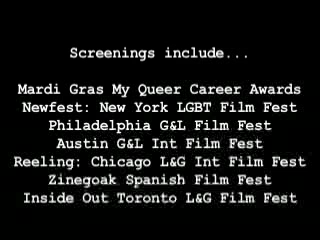 Screenings include...
Mardi Gras My Queer Career Awards
Newfest: New York LGBT Film Fest
Philadelphia G&L Film Fest
Austin G&L Int Film Fest
Reeling: Chicago L&G Int Film Fest
Zinegoak Spanish Film Fest
Inside Out Toronto L&G Film Fest